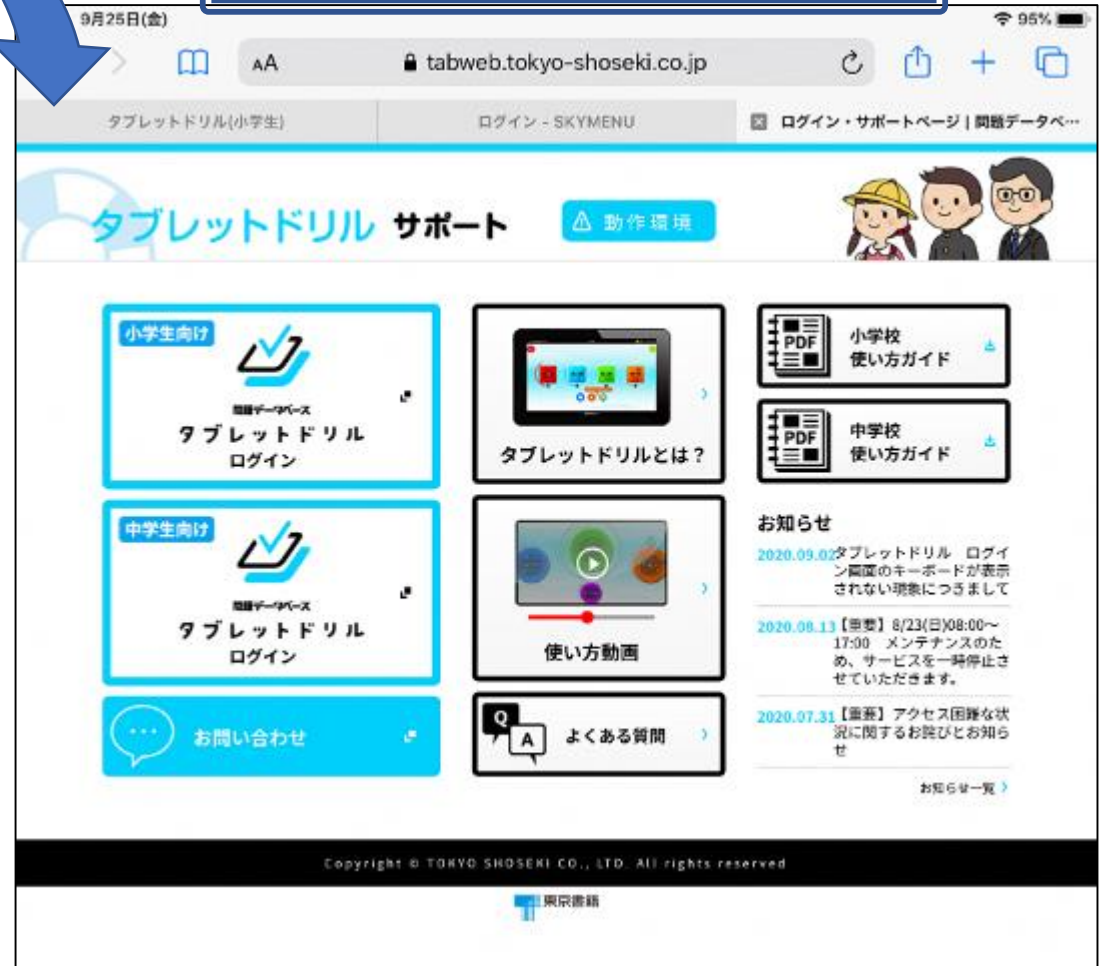 9月25日(金)
95%
AA
tabweb.tokyo-shoseki.co.jp
タブレットドリル(小学生)
ログイン - SKYMENU
ログイン・サポートページ | 問題データベ…
タブレットドリル サポート
動作環境
小学生向け
問題データベース
タブレットドリル
ログイン
タブレットドリルとは？
PDF
小学校
使い方ガイド
PDF
中学校
使い方ガイド
中学生向け
問題データベース
タブレットドリル
ログイン
使い方動画
お知らせ
2020.09.02 タブレットドリル ログイ
ン画面のキーボードが表示
されない現象につきまして
2020.08.13 【重要】8/23(日)08:00～
17:00 メンテナンスのた
め、サービスを一時停止さ
せていただきます。
2020.07.31 【重要】アクセス困難な状
況に関するお詫びとお知ら
せ
お知らせ一覧
お問い合わせ
Q
A
よくある質問
Copyright © TOKYO SHOSEKI CO., LTD. All rights reserved
東京書籍